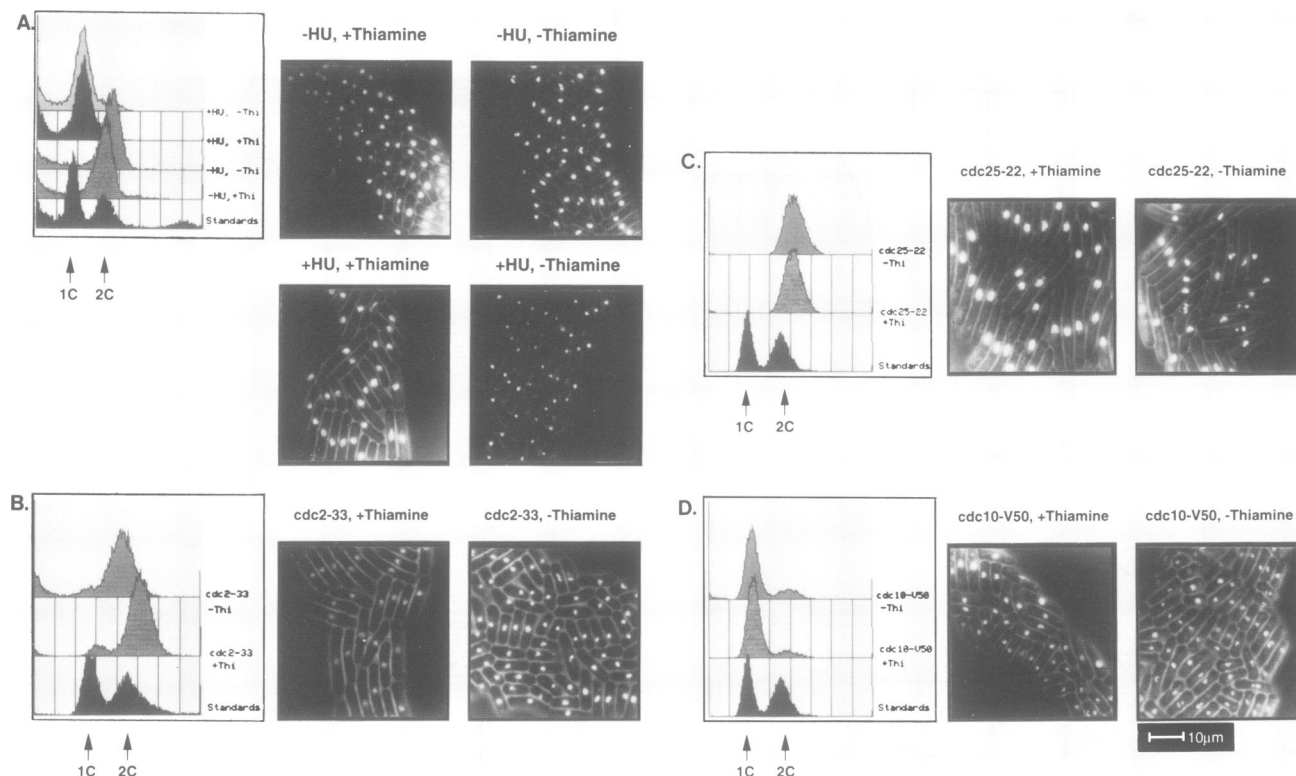 A.
-HU, +Thiamine
-HU, -Thiamine
+HU, -Thi
+HU, +Thi
-HU, -Thi
-HU,+Thi
Standards
1C
2C
+HU, +Thiamine
+HU, -Thiamine
B.
cdc2-33, +Thiamine
cdc2-33, -Thiamine
cdc2-33
-Thi
cdc2-33
+Thi
Standards
1C
2C
C.
cdc25-22, +Thiamine
cdc25-22, -Thiamine
cdc25-22
-Thi
cdc25-22
+Thi
Standards
1C
2C
D.
cdc10-V50, +Thiamine
cdc10-V50, -Thiamine
cdc10-V50
-Thi
cdc10-V50
+Thi
Standards
1C
2C
10µm